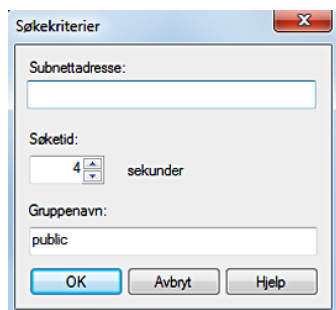 Søkekriterier
Subnettadresse:
Søketid:
4 sekunder
Gruppenavn:
public
OK Avbryt Hjelp